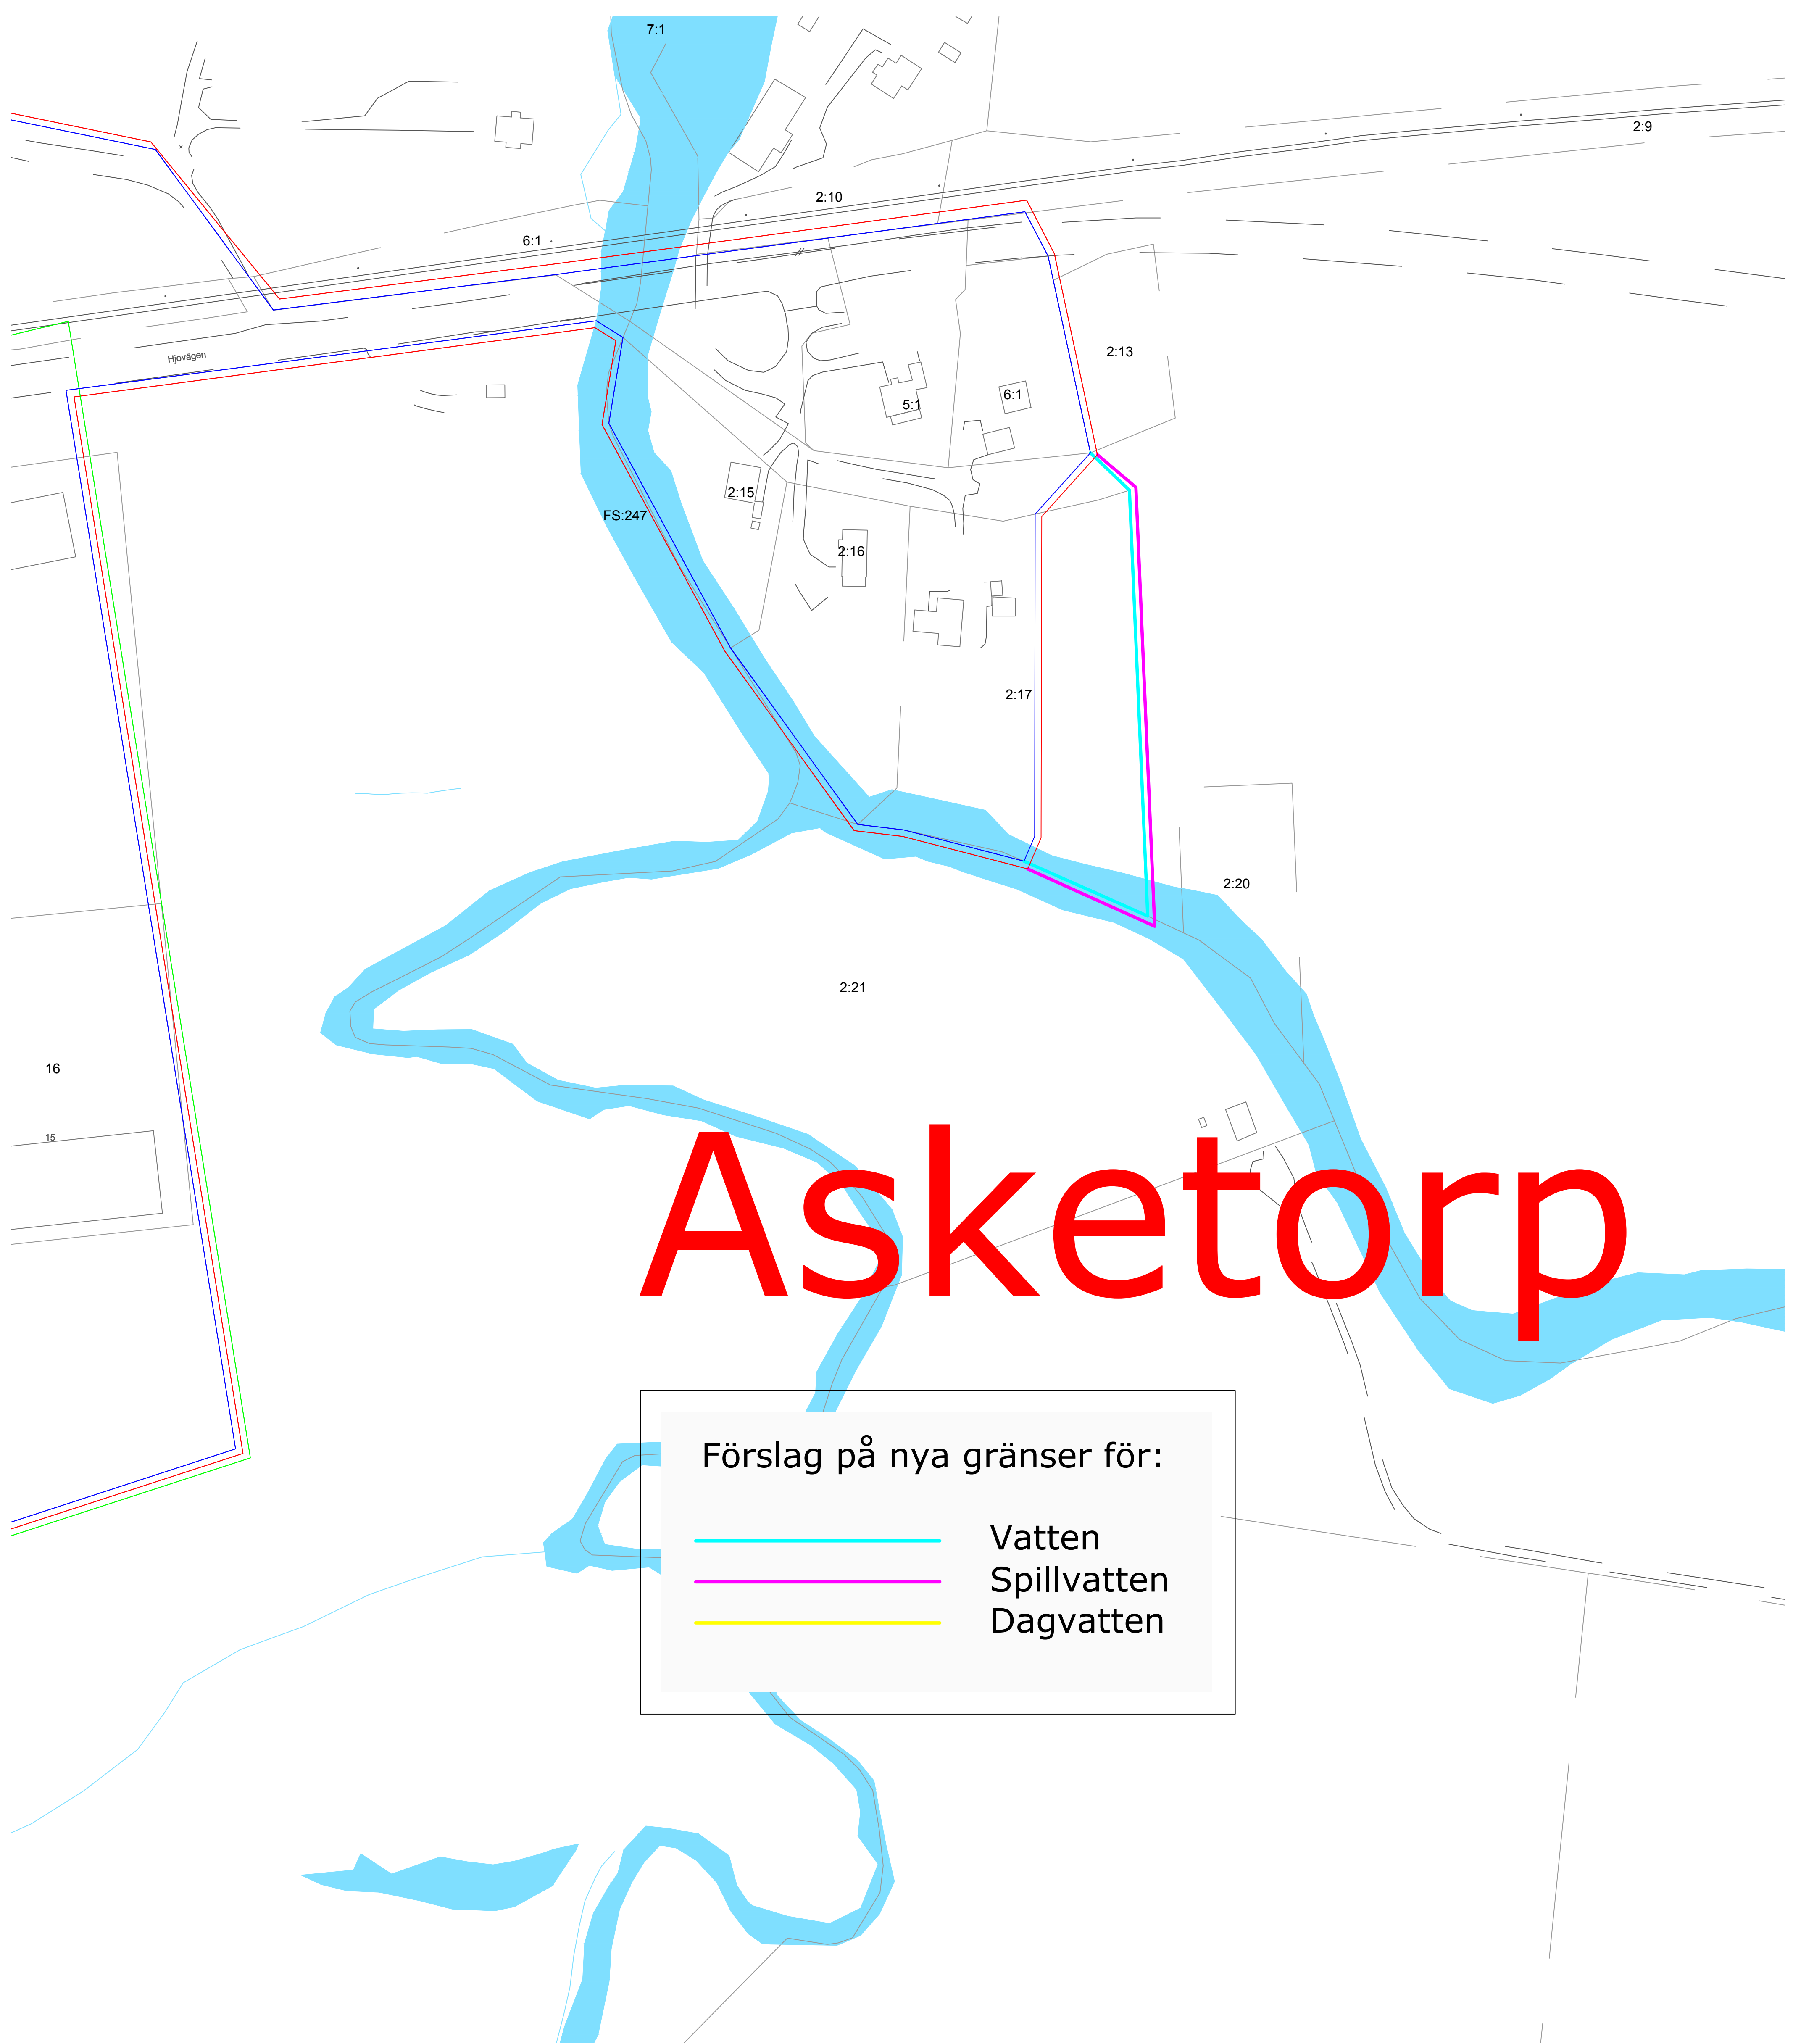 7:1
2:9
2:10
6:1
2:13
Hjovägen
6:1
5:1
2:15
FS:247
2:16
2:17
2:20
2:21
16
15
Asketorp
Förslag på nya gränser för:
Vatten
Spillvatten
Dagvatten